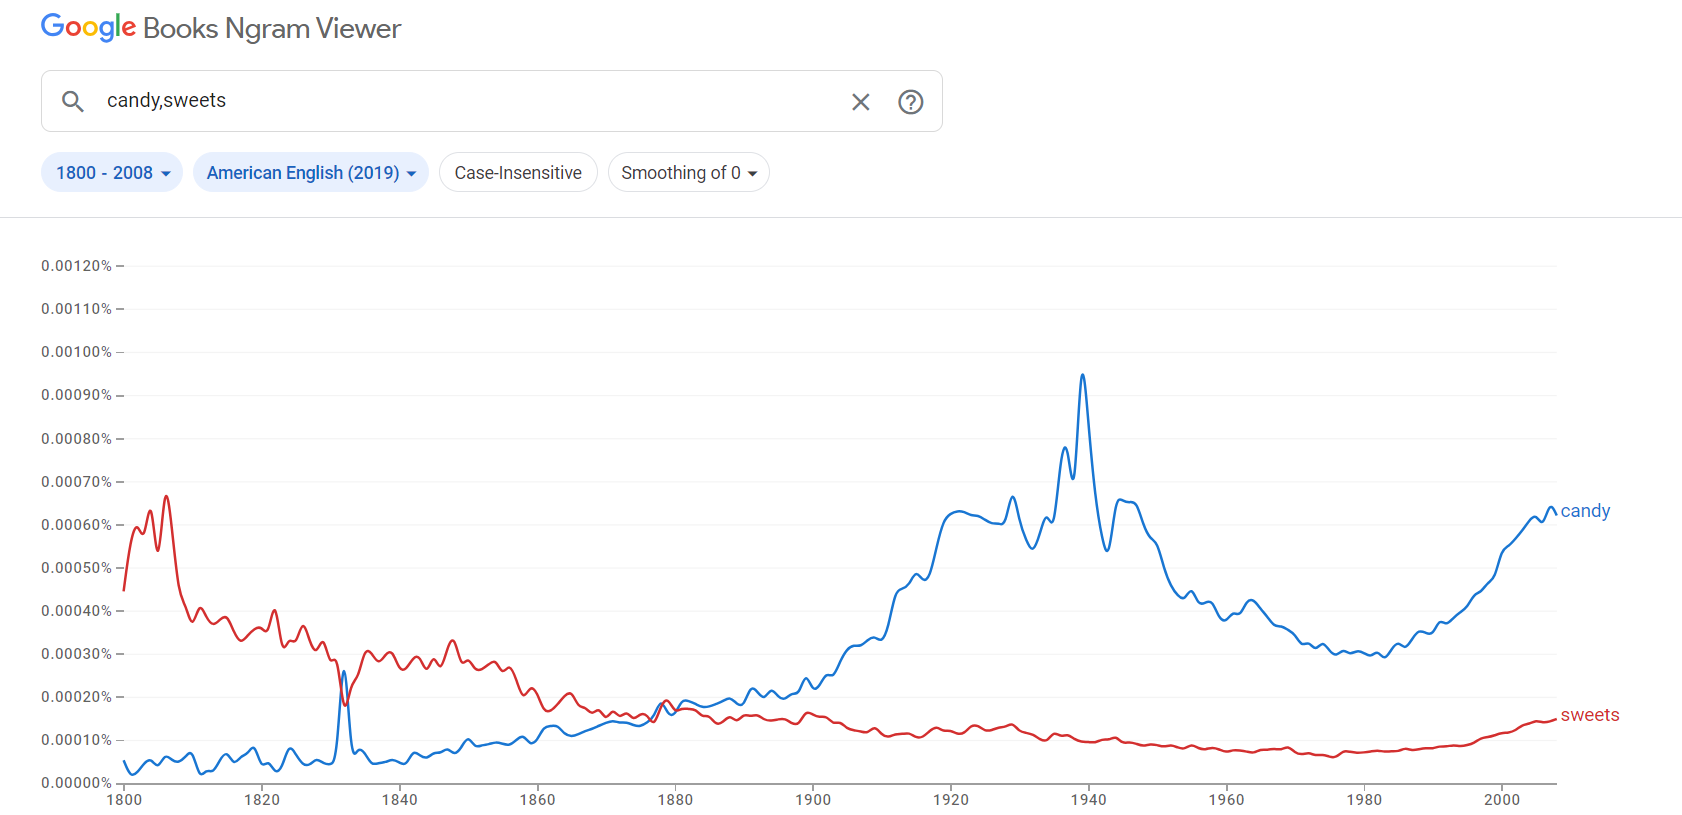 Google Books Ngram Viewer
candy,sweets
1800 - 2008
American English (2019)
Case-Insensitive
Smoothing of 0
0.00120%
0.00110%
0.00100%
0.00090%
0.00080%
0.00070%
0.00060%
0.00050%
0.00040%
0.00030%
0.00020%
0.00010%
0.00000%
candy
sweets
1800 1820 1840 1860 1880 1900 1920 1940 1960 1980 2000